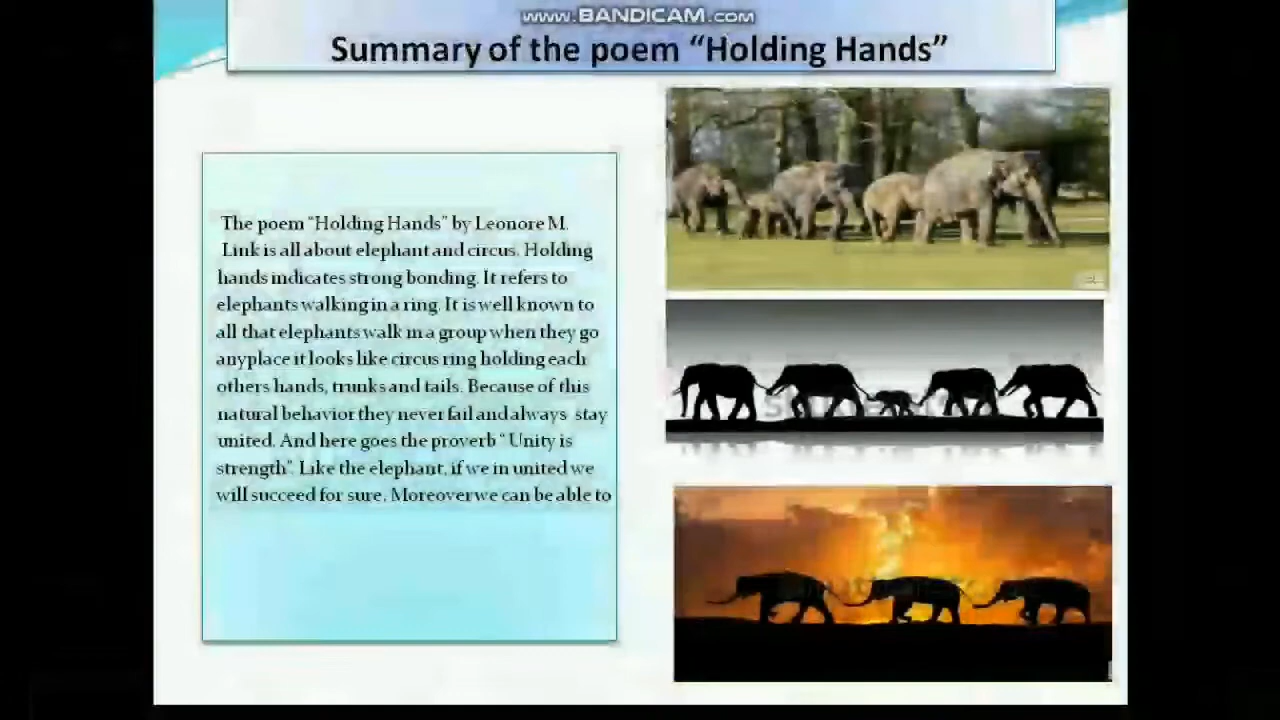 www.BANDICAM.com
Summary of the poem “Holding Hands”
The poem “Holding Hands” by Leonore M.
Link is all about elephant and circus. Holding
hands indicates strong bonding. It refers to
elephants walking in a ring. It is well known to
all that elephants walk in a group when they go
anyplace it looks like circus ring holding each
others hands, trunks and tails. Because of this
natural behavior they never fail and always stay
united. And here goes the proverb “ Unity is
strength”. Like the elephant, if we in united we
will succeed for sure. Moreover we can be able to